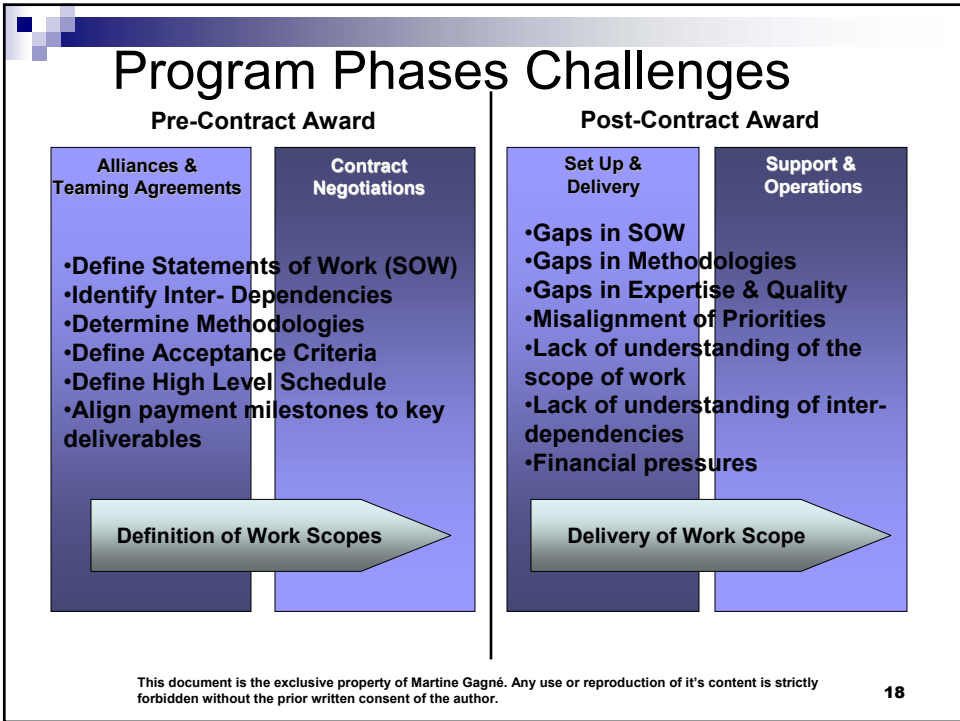 Program Phases Challenges
Pre-Contract Award
Post-Contract Award
Alliances &
Teaming Agreements
Contract
Negotiations
•Define Statements of Work (SOW)
•Identify Inter- Dependencies
•Determine Methodologies
•Define Acceptance Criteria
•Define High Level Schedule
•Align payment milestones to key
deliverables
Definition of Work Scopes
Set Up &
Delivery
Support &
Operations
•Gaps in SOW
•Gaps in Methodologies
•Gaps in Expertise & Quality
•Misalignment of Priorities
•Lack of understanding of the
scope of work
•Lack of understanding of inter-
dependencies
•Financial pressures
Delivery of Work Scope
This document is the exclusive property of Martine Gagné. Any use or reproduction of it’s content is strictly
forbidden without the prior written consent of the author.
18